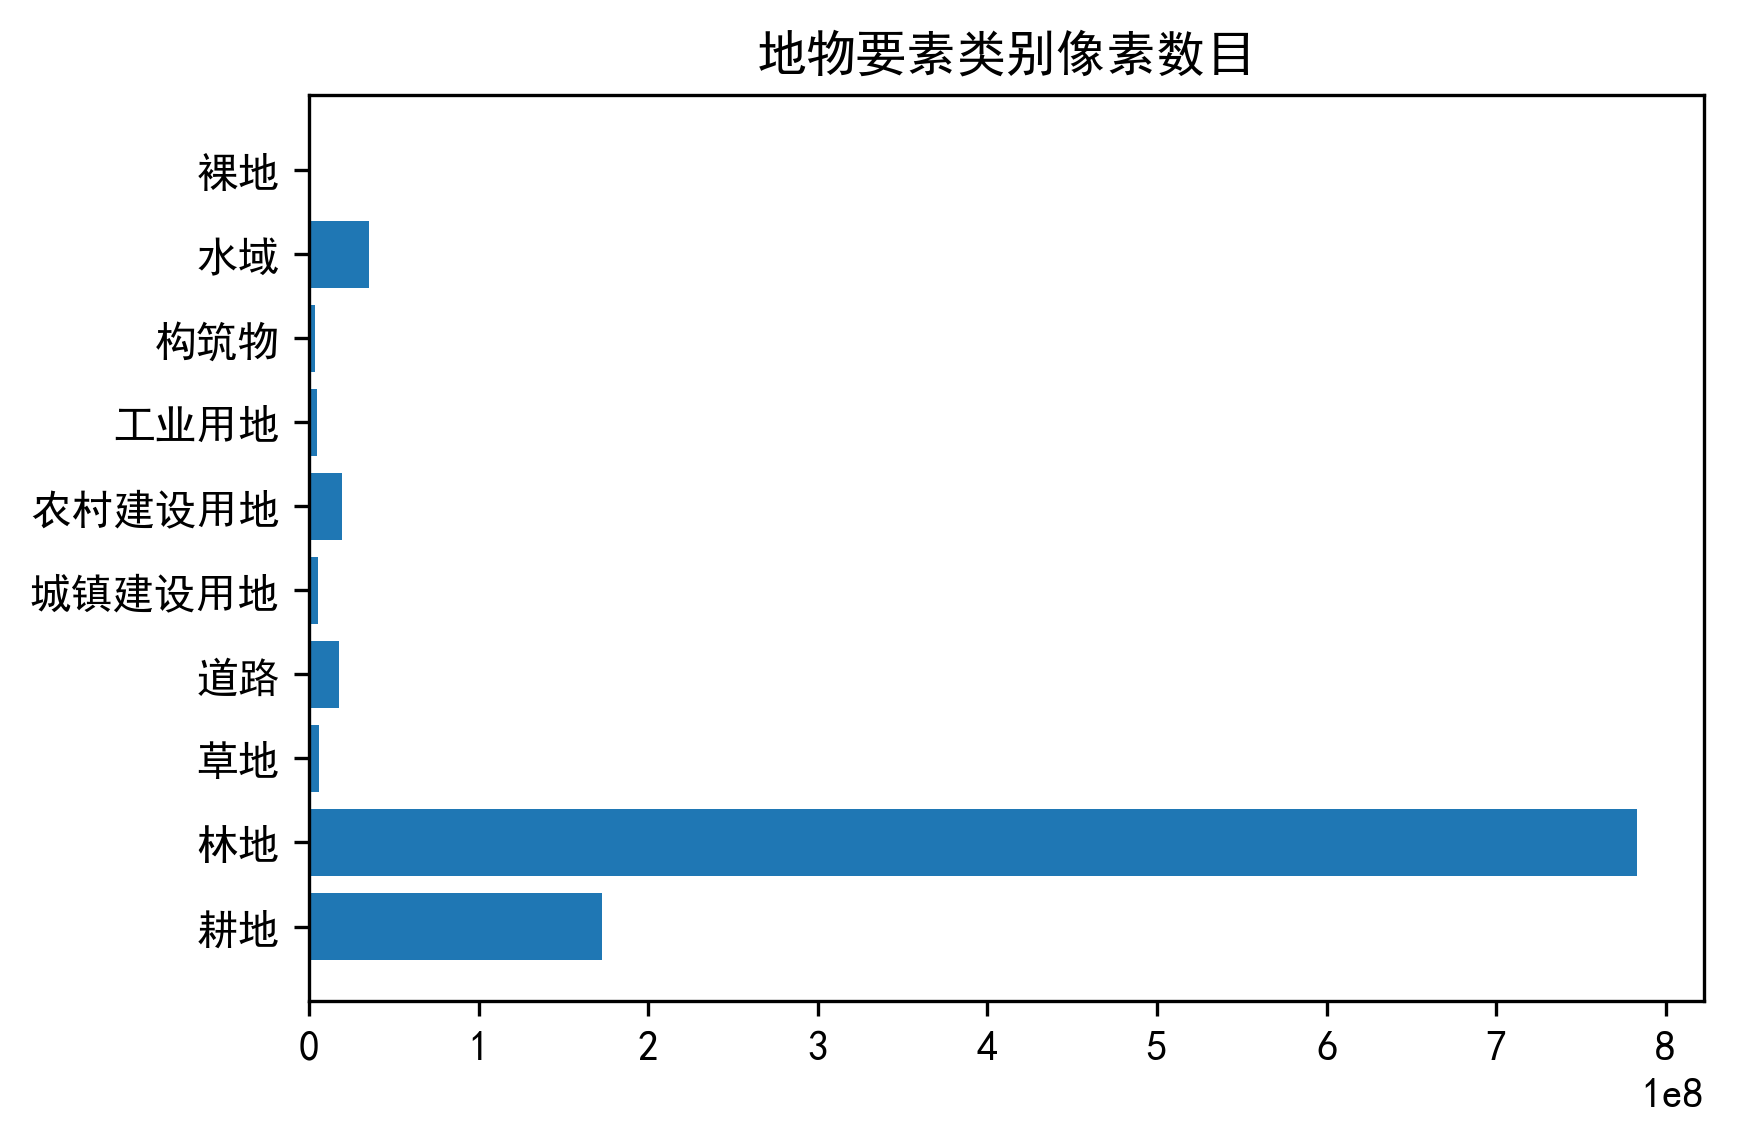 地物要素类别像素数目
裸地
水域
构筑物
工业用地
农村建设用地
城镇建设用地
道路
草地
林地
耕地
0 1 2 3 4 5 6 7 8
1e8